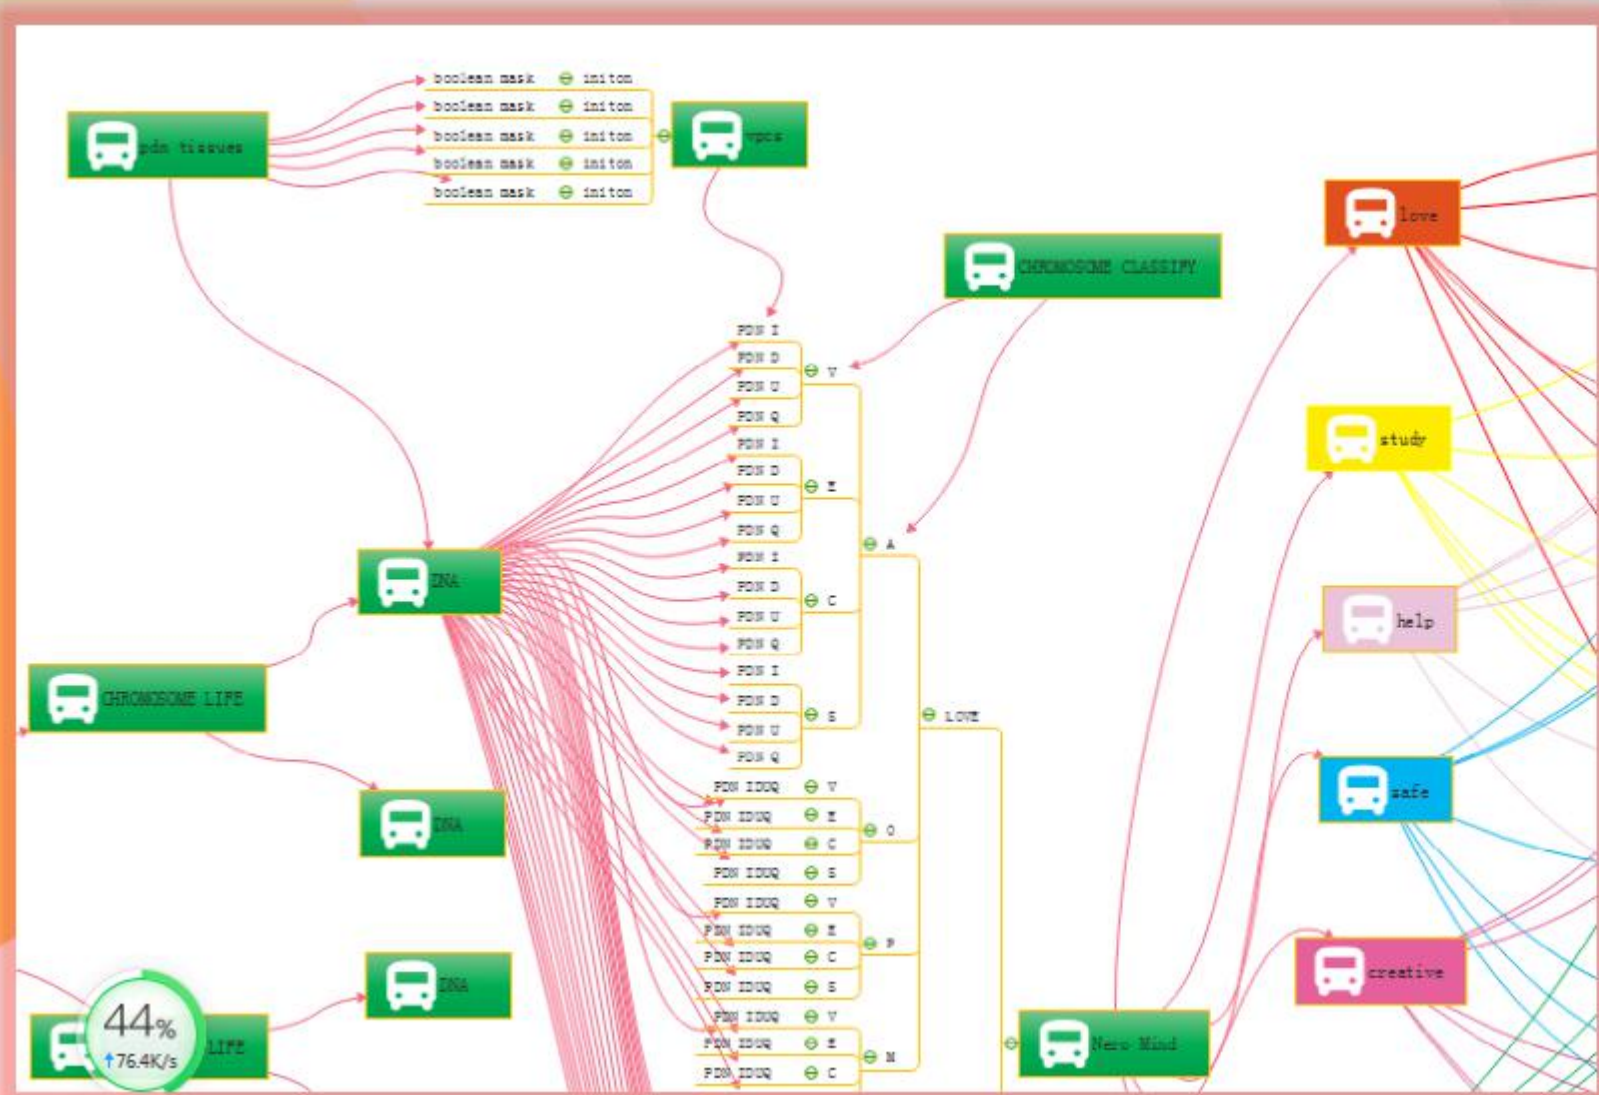 boolean mask initon
boolean mask initon
boolean mask initon
boolean mask initon
boolean mask initon
pdn tissues
vpcs
CHROMOSOME CLASSIFY
love
PDN I
PDN D
V
PDN U
PDN Q
PDN I
PDN D
E
PDN U
PDN Q
A
PDN I
PDN D
C
PDN U
PDN Q
PDN I
PDN D
S
PDN U
PDN Q
LOVE
study
DNA
help
CHROMOSOME LIFE
safe
DNA
PDN IDUQ V
PDN IDUQ E
O
PDN IDUQ C
PDN IDUQ S
PDN IDUQ V
PDN IDUQ E
P
PDN IDUQ C
PDN IDUQ S
creative
DNA
PDN IDUQ V
PDN IDUQ E
M
PDN IDUQ C
Nero Mind
LIFE
44%
↑76.4K/s